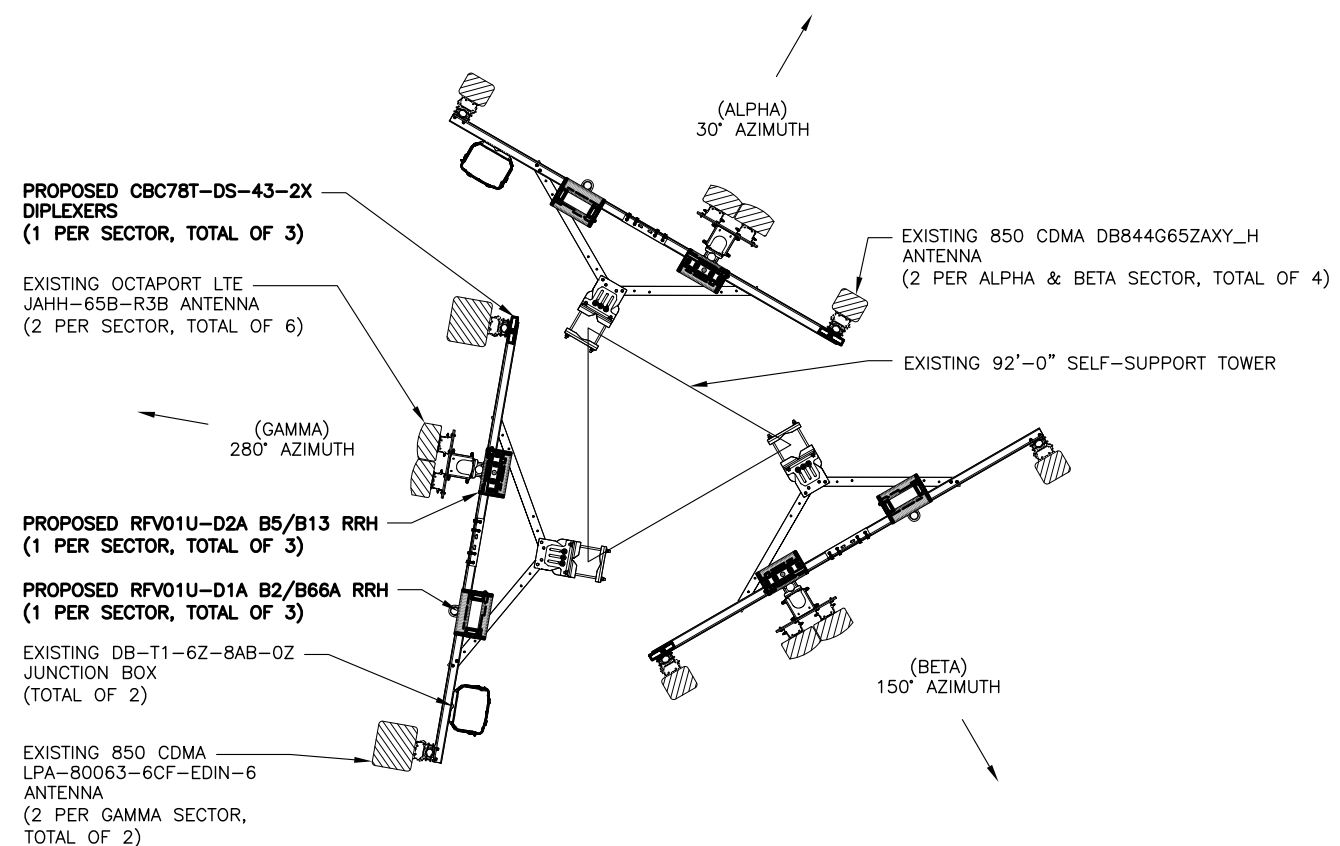 (ALPHA)
30° AZIMUTH
PROPOSED CBC78T-DS-43-2X
DIPLEXERS
(1 PER SECTOR, TOTAL OF 3)
EXISTING 850 CDMA DB844G65ZAXY_H
ANTENNA
(2 PER ALPHA & BETA SECTOR, TOTAL OF 4)
EXISTING OCTAPORT LTE
JAHH-65B-R3B ANTENNA
(2 PER SECTOR, TOTAL OF 6)
EXISTING 92'-0" SELF-SUPPORT TOWER
(GAMMA)
280° AZIMUTH
PROPOSED RFV01U-D2A B5/B13 RRH
(1 PER SECTOR, TOTAL OF 3)
PROPOSED RFV01U-D1A B2/B66A RRH
(1 PER SECTOR, TOTAL OF 3)
EXISTING DB-T1-6Z-8AB-0Z
JUNCTION BOX
(TOTAL OF 2)
(BETA)
150° AZIMUTH
EXISTING 850 CDMA
LPA-80063-6CF-EDIN-6
ANTENNA
(2 PER GAMMA SECTOR,
TOTAL OF 2)